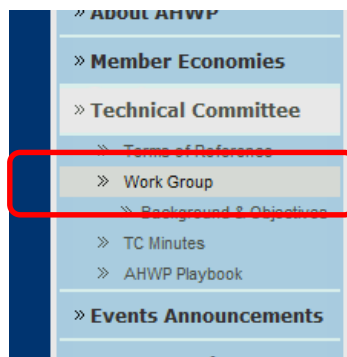 » About AHWP
» Member Economies
» Technical Committee
» Terms of Reference
» Work Group
» Background & Objectives
» TC Minutes
» AHWP Playbook
» Events Announcements